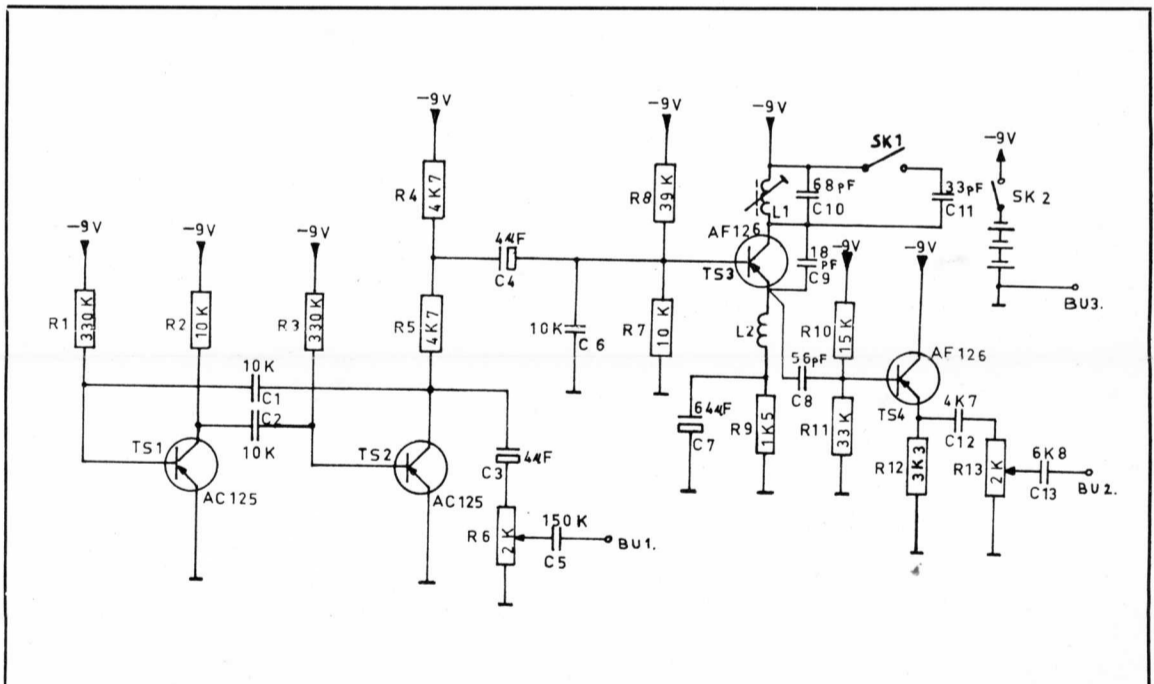 -9V
R1
330K
-9V
R2
10K
-9V
R3
330K
10K
C1
C2
10K
TS1
AC125
-9V
R4
4K7
R5
4K7
TS2
AC125
4µF
C4
C3
4µF
R6
2K
150K
C5
BU1.
10K
C6
-9V
R8
39K
R7
10K
-9V
L1
68pF
C10
SK1
33pF
C11
AF126
TS3
18
pF
C9
L2
56pF
C8
64µF
C7
R9
1K5
-9V
R10
15K
R11
33K
-9V
AF126
TS4
4K7
C12
R12
3K3
R13
2K
6K8
C13
BU2.
-9V
SK2
BU3.